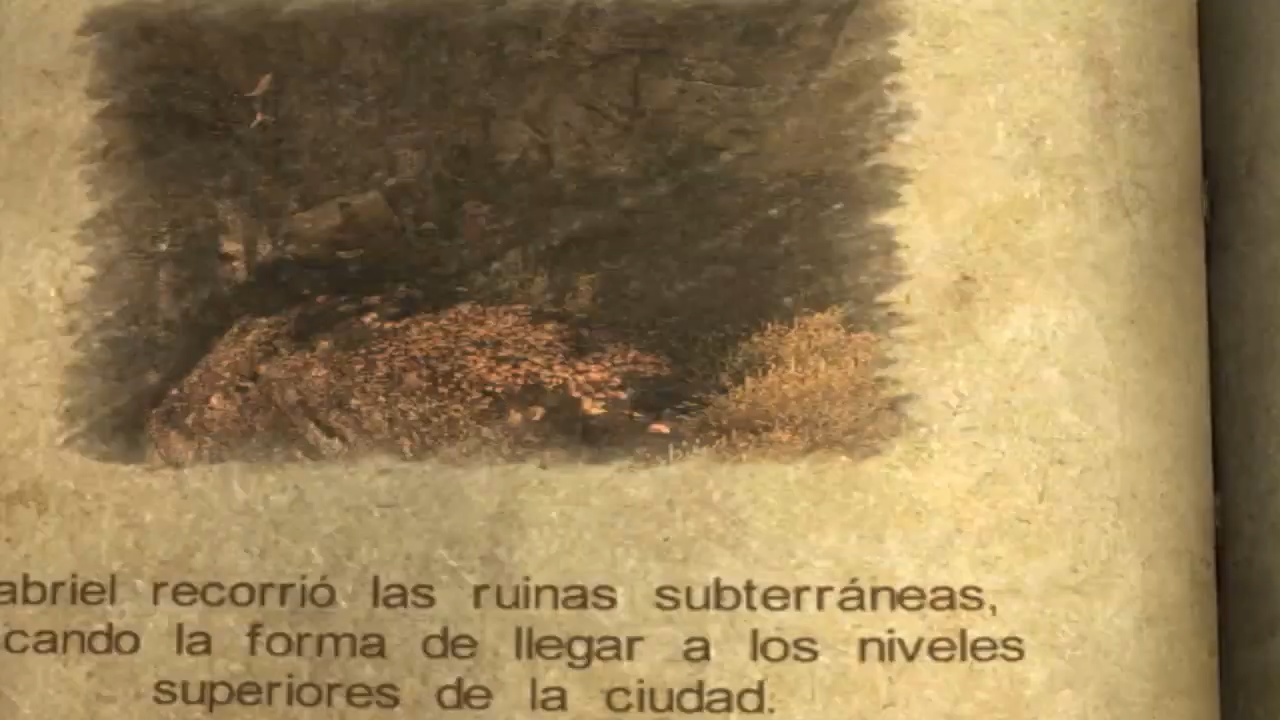 abriel recorrió las ruinas subterráneas,
cando la forma de llegar a los niveles
superiores de la ciudad.